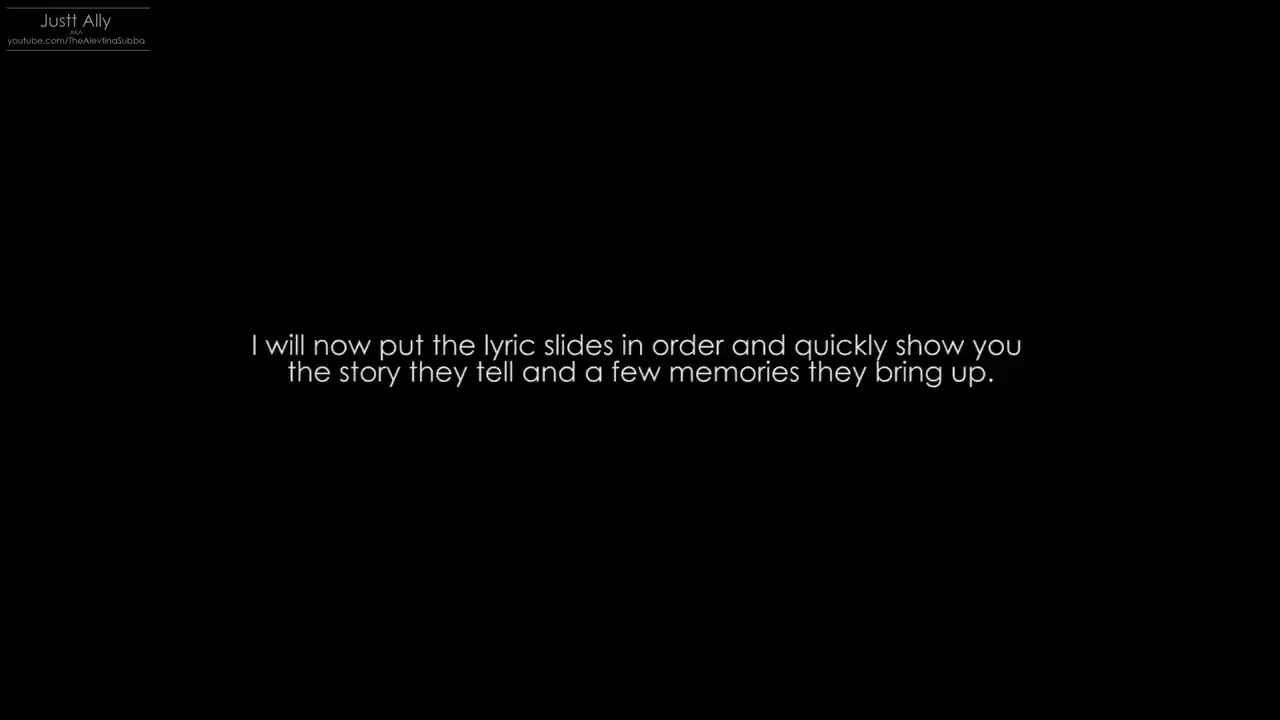 Justt Ally
AKA
youtube.com/TheAlevtinaSubba
I will now put the lyric slides in order and quickly show you
the story they tell and a few memories they bring up.